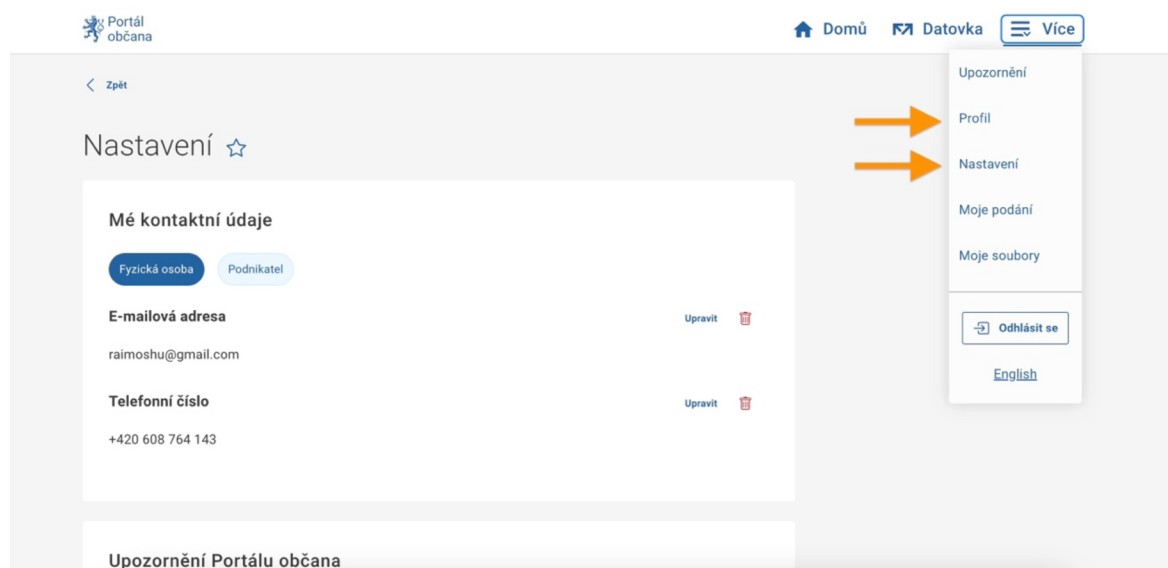 Portál
občana
Domů
Datovka
Více
Zpět
Nastavení
Mé kontaktní údaje
Fyzická osoba
Podnikatel
E-mailová adresa
Upravit
raimoshu@gmail.com
Telefonní číslo
Upravit
+420 608 764 143
Upozornění Portálu občana
Upozornění
Profil
Nastavení
Moje podání
Moje soubory
Odhlásit se
English